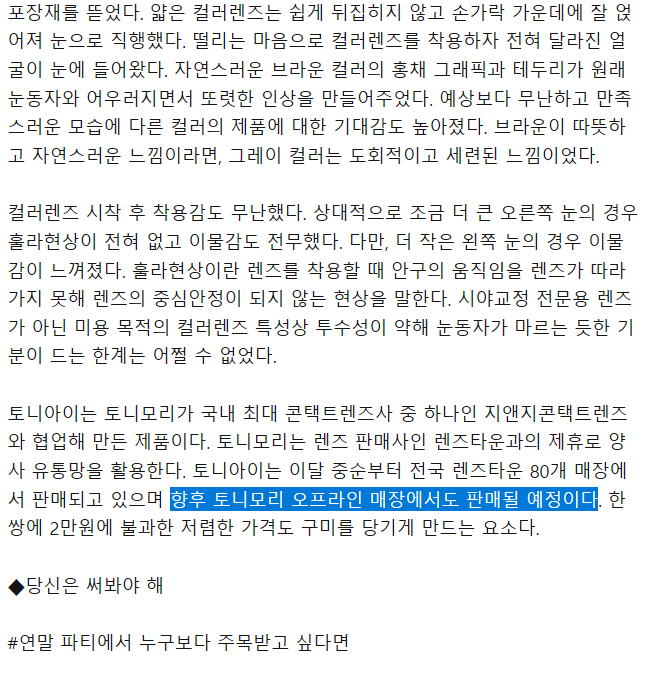 포장재를 뜯었다. 얇은 컬러렌즈는 쉽게 뒤집히지 않고 손가락 가운데에 잘 얹
어져 눈으로 직행했다. 떨리는 마음으로 컬러렌즈를 착용하자 전혀 달라진 얼
굴이 눈에 들어왔다. 자연스러운 브라운 컬러의 홍채 그래픽과 테두리가 원래
눈동자와 어우러지면서 또렷한 인상을 만들어주었다. 예상보다 무난하고 만족
스러운 모습에 다른 컬러의 제품에 대한 기대감도 높아졌다. 브라운이 따뜻하
고 자연스러운 느낌이라면, 그레이 컬러는 도회적이고 세련된 느낌이었다.
컬러렌즈 시착 후 착용감도 무난했다. 상대적으로 조금 더 큰 오른쪽 눈의 경우
훌라현상이 전혀 없고 이물감도 전무했다. 다만, 더 작은 왼쪽 눈의 경우 이물
감이 느껴졌다. 훌라현상이란 렌즈를 착용할 때 안구의 움직임을 렌즈가 따라
가지 못해 렌즈의 중심안정이 되지 않는 현상을 말한다. 시야교정 전문용 렌즈
가 아닌 미용 목적의 컬러렌즈 특성상 투수성이 약해 눈동자가 마르는 듯한 기
분이 드는 한계는 어쩔 수 없었다.
토니아이는 토니모리가 국내 최대 콘택트렌즈사 중 하나인 지앤지콘택트렌즈
와 협업해 만든 제품이다. 토니모리는 렌즈 판매사인 렌즈타운과의 제휴로 양
사 유통망을 활용한다. 토니아이는 이달 중순부터 전국 렌즈타운 80개 매장에
서 판매되고 있으며 향후 토니모리 오프라인 매장에서도 판매될 예정이다. 한
쌍에 2만원에 불과한 저렴한 가격도 구미를 당기게 만드는 요소다.
◆당신은 써봐야 해
#연말 파티에서 누구보다 주목받고 싶다면